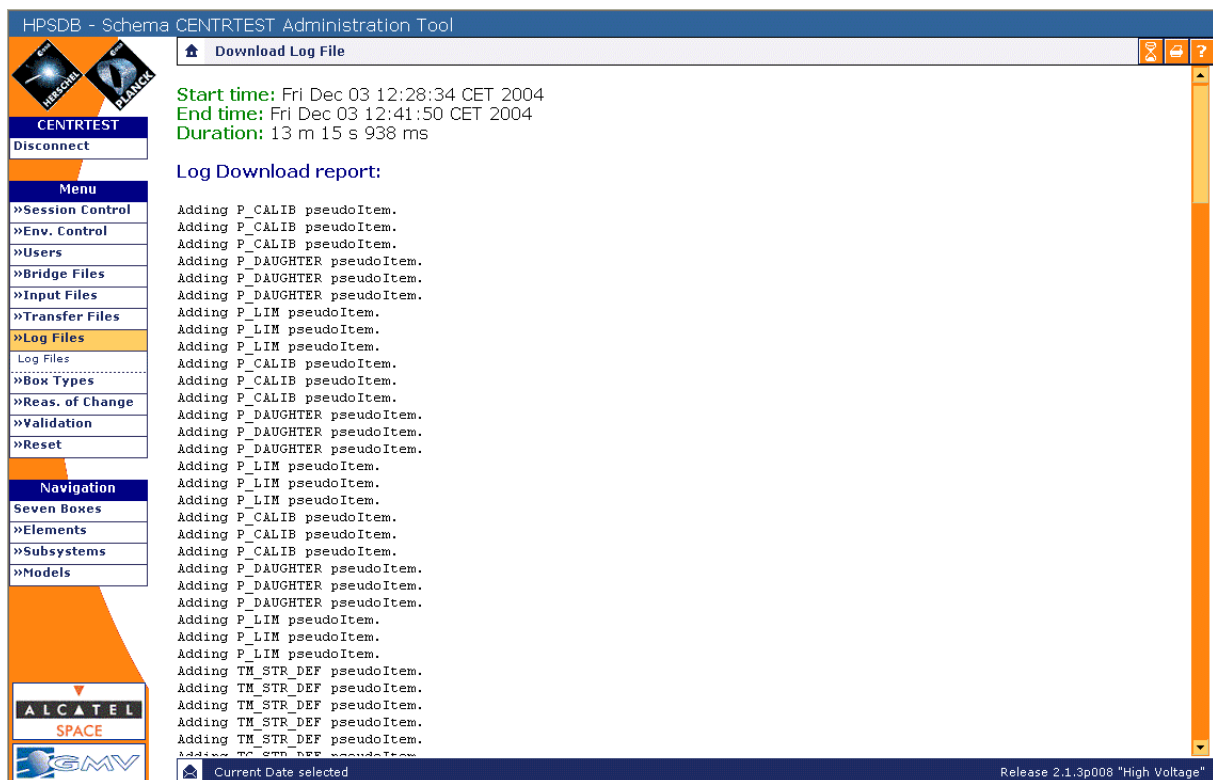 HPSDB - Schema CENTRTEST Administration Tool
Download Log File
?
esa
esa
HERSCHEL
PLANCK
CENTRTEST
Disconnect
Menu
»Session Control
»Env. Control
»Users
»Bridge Files
»Input Files
»Transfer Files
»Log Files
Log Files
»Box Types
»Reas. of Change
»Validation
»Reset
Navigation
Seven Boxes
»Elements
»Subsystems
»Models
ALCATEL
SPACE
GMV
Start time: Fri Dec 03 12:28:34 CET 2004
End time: Fri Dec 03 12:41:50 CET 2004
Duration: 13 m 15 s 938 ms
Log Download report:
Adding P_CALIB pseudoItem.
Adding P_CALIB pseudoItem.
Adding P_CALIB pseudoItem.
Adding P_DAUGHTER pseudoItem.
Adding P_DAUGHTER pseudoItem.
Adding P_DAUGHTER pseudoItem.
Adding P_LIM pseudoItem.
Adding P_LIM pseudoItem.
Adding P_LIM pseudoItem.
Adding P_CALIB pseudoItem.
Adding P_CALIB pseudoItem.
Adding P_CALIB pseudoItem.
Adding P_DAUGHTER pseudoItem.
Adding P_DAUGHTER pseudoItem.
Adding P_DAUGHTER pseudoItem.
Adding P_LIM pseudoItem.
Adding P_LIM pseudoItem.
Adding P_LIM pseudoItem.
Adding P_CALIB pseudoItem.
Adding P_CALIB pseudoItem.
Adding P_CALIB pseudoItem.
Adding P_DAUGHTER pseudoItem.
Adding P_DAUGHTER pseudoItem.
Adding P_DAUGHTER pseudoItem.
Adding P_LIM pseudoItem.
Adding P_LIM pseudoItem.
Adding P_LIM pseudoItem.
Adding TM_STR_DEF pseudoItem.
Adding TM_STR_DEF pseudoItem.
Adding TM_STR_DEF pseudoItem.
Adding TM_STR_DEF pseudoItem.
Adding TM_STR_DEF pseudoItem.
Adding TC_STR_DEF pseudoItem.
Current Date selected
Release 2.1.3p008 "High Voltage"